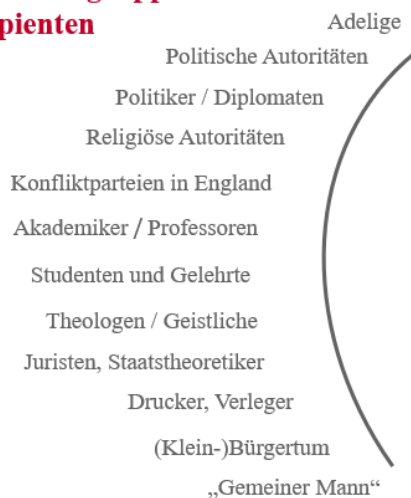 pienten
Adelige
Politische Autoritäten
Politiker / Diplomaten
Religiöse Autoritäten
Konfliktparteien in England
Akademiker / Professoren
Studenten und Gelehrte
Theologen / Geistliche
Juristen, Staatstheoretiker
Drucker, Verleger
(Klein-)Bürgertum
„Gemeiner Mann“